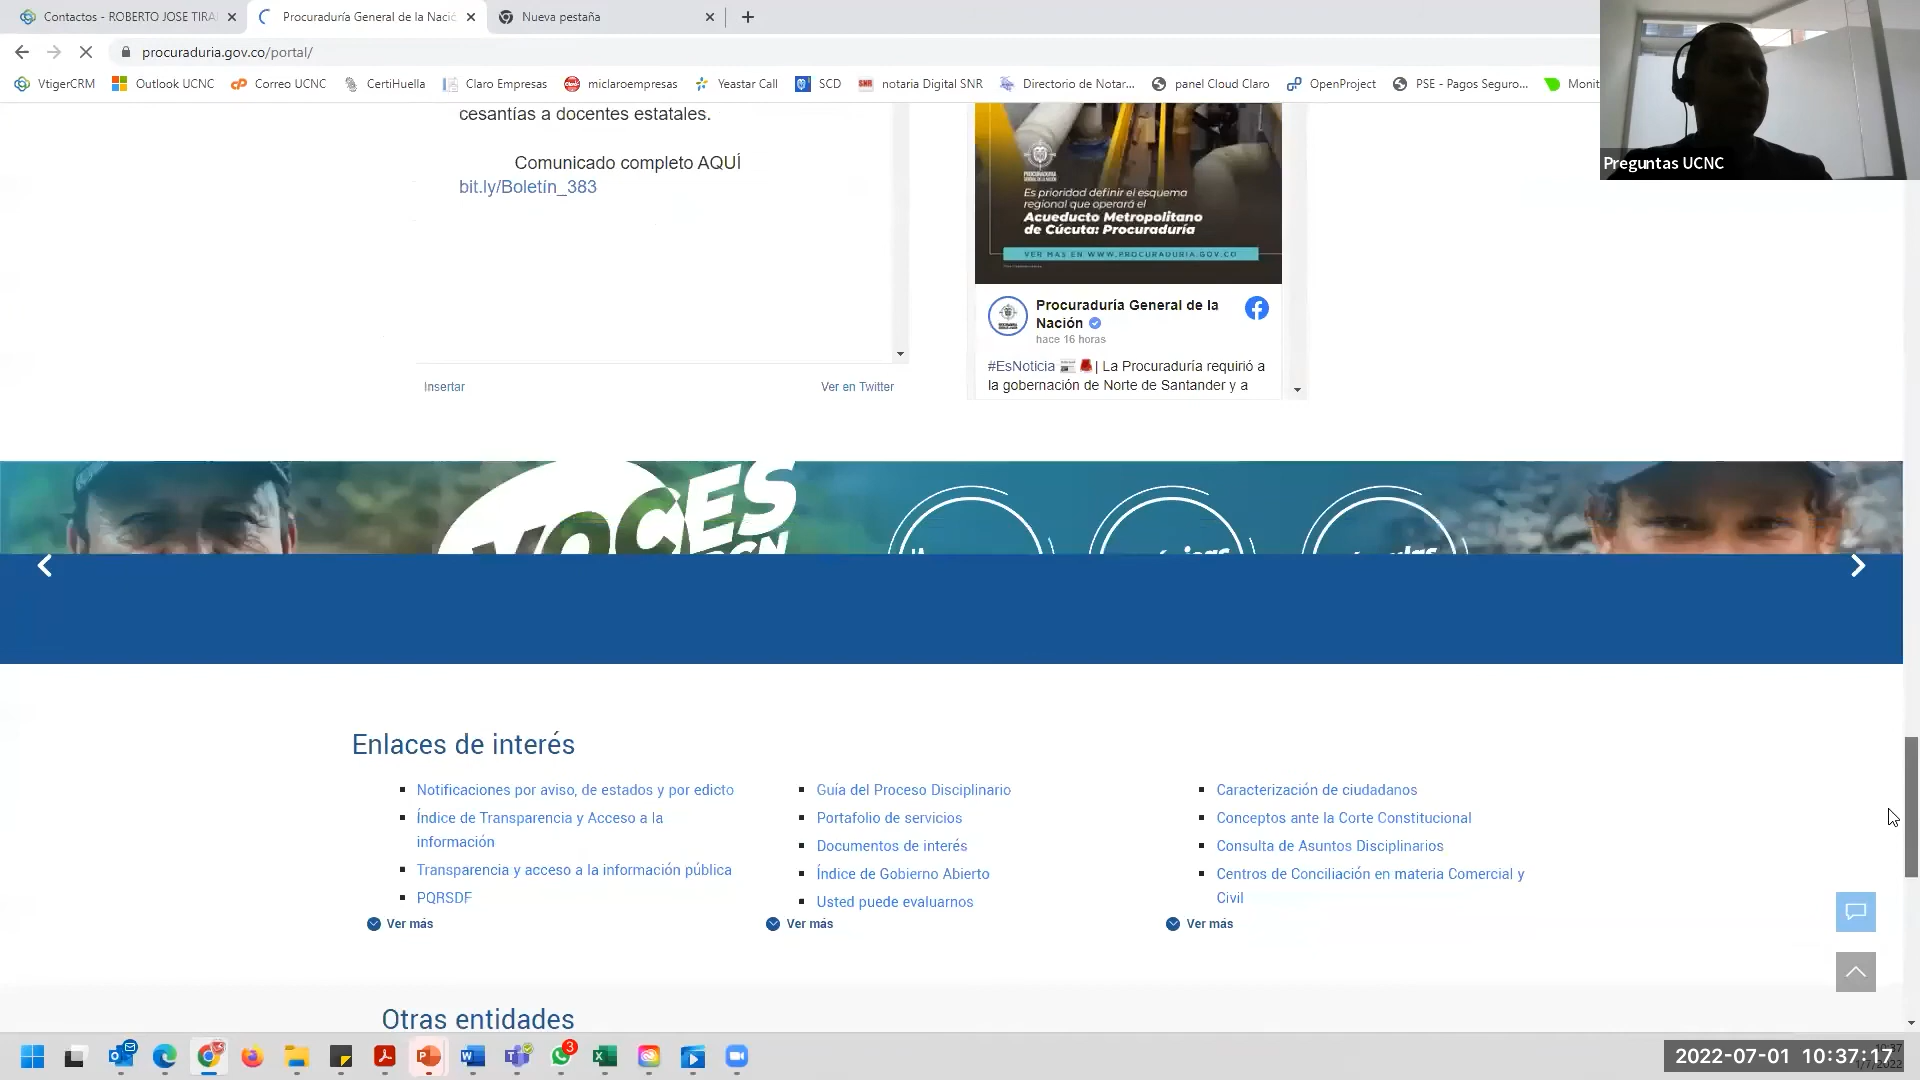 Contactos - ROBERTO JOSE TIRA
Procuraduría General de la Nació
Nueva pestaña
procuraduria.gov.co/portal/
VtigerCRM
Outlook UCNC
Correo UCNC
CertiHuella
Claro Empresas
miclaroempresas
Yeastar Call
SCD
notaria Digital SNR
Directorio de Notar...
panel Cloud Claro
OpenProject
PSE - Pagos Seguro...
Monit
Preguntas UCNC
cesantías a docentes estatales.
Comunicado completo AQUÍ
bit.ly/Boletín_383
Insertar
Ver en Twitter
PROCURADURIA
Es prioridad definir el esquema
regional que operará el
Acueducto Metropolitano
de Cúcuta: Procuraduría
VER MÁS EN WWW.PROCURADURIA.GOV.CO
Procuraduría General de la
Nación
hace 16 horas
#EsNoticia | La Procuraduría requirió a
la gobernación de Norte de Santander y a
VOCES
Enlaces de interés
Notificaciones por aviso, de estados y por edicto
Índice de Transparencia y Acceso a la
información
Transparencia y acceso a la información pública
PQRSDF
Ver más
Guía del Proceso Disciplinario
Portafolio de servicios
Documentos de interés
Índice de Gobierno Abierto
Usted puede evaluarnos
Ver más
Caracterización de ciudadanos
Conceptos ante la Corte Constitucional
Consulta de Asuntos Disciplinarios
Centros de Conciliación en materia Comercial y
Civil
Ver más
Otras entidades
3
2022-07-01 10:37:17